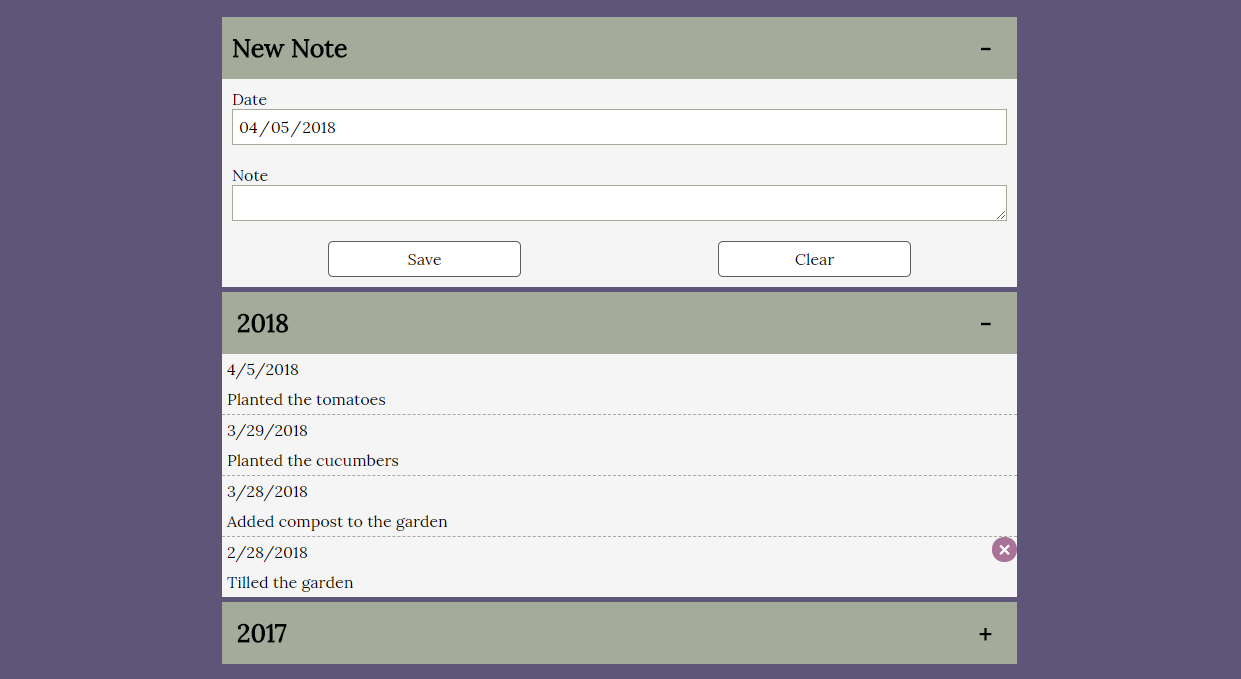 New Note -
Date
04/05/2018
Note
Save Clear
2018 -
4/5/2018
Planted the tomatoes
3/29/2018
Planted the cucumbers
3/28/2018
Added compost to the garden
2/28/2018
Tilled the garden
2017 +